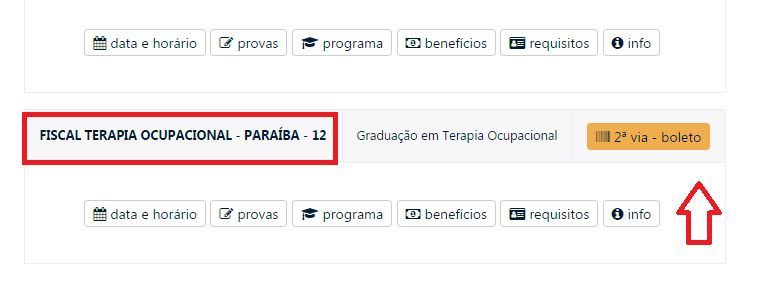 data e horário provas programa benefícios requisitos info
FISCAL TERAPIA OCUPACIONAL - PARAÍBA - 12 Graduação em Terapia Ocupacional 2ª via - boleto
data e horário provas programa benefícios requisitos info